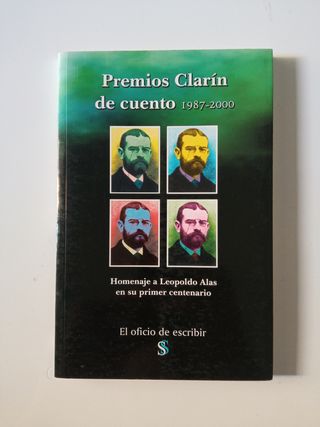 Premios Clarín
de cuento 1987-2000
Homenaje a Leopoldo Alas
en su primer centenario
El oficio de escribir
S